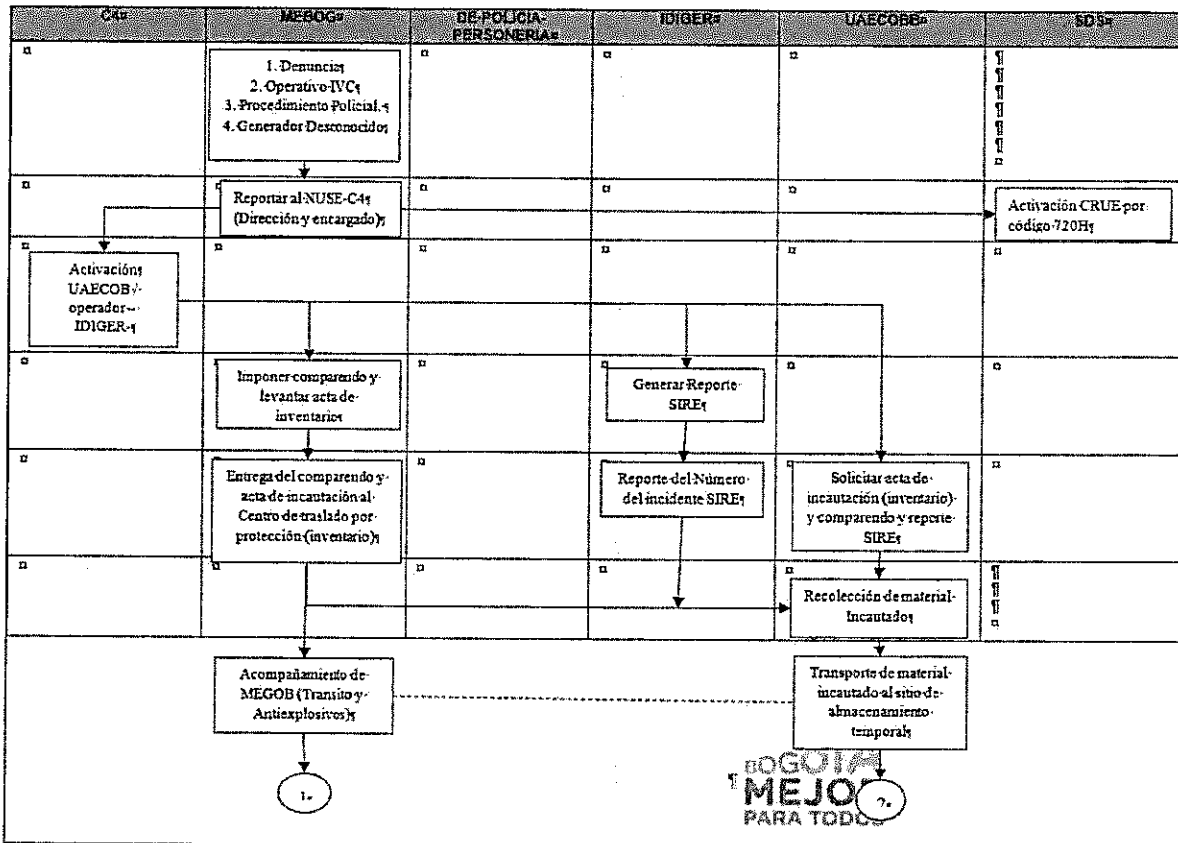 C4¤
MEBOG¤
DE POLICIA-
PERSONERIA¤
IDIGER¤
UAECOBB¤
SDS¤
1. Denuncia¶
2. Operativo IVC¶
3. Procedimiento Policial.¶
4. Generador Desconocido¶
Reportar al NUSE-C4¶
(Dirección y encargado)¶
Activación CRUE por
código 720H¶
Activación¶
UAECOB /
operador –
IDIGER ¶
Imponer comparendo y
levantar acta de
inventario¶
Generar Reporte
SIRE¶
Entrega del comparendo y
acta de incautación al
Centro de traslado por
protección (inventario)¶
Reporte del Número
del incidente SIRE¶
Solicitar acta de
incautación (inventario)
y comparendo y reporte
SIRE¶
Recolección de material
Incautado¶
Acompañamiento de
MEGOB (Transito y
Antiexplosivos)¶
Transporte de material
incautado al sitio de
almacenamiento
temporal¶
1¤
2¤
BOGOTÁ
MEJOR
PARA TODOS